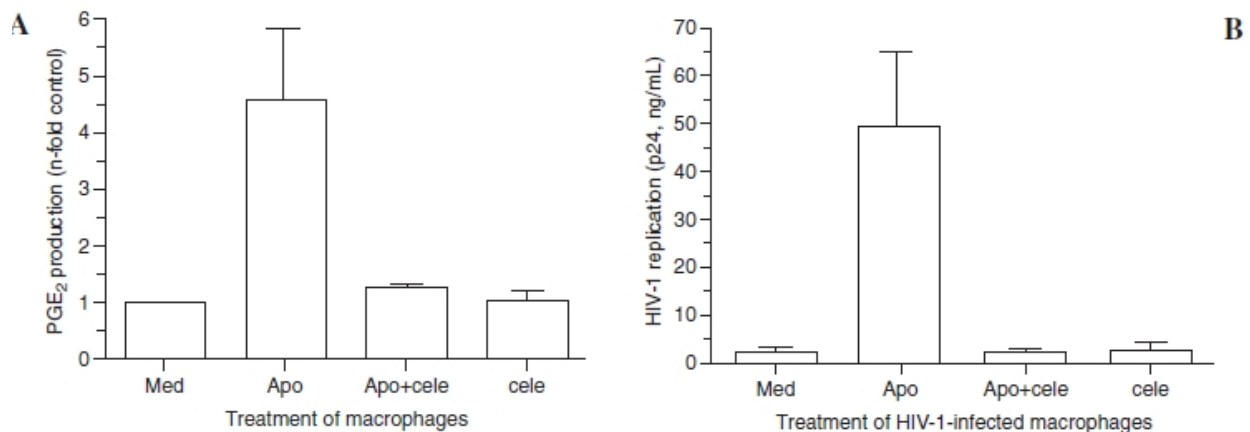 A
PGE2 production (n-fold control)
6
5
4
3
2
1
0
Med Apo Apo+cele cele
Treatment of macrophages
B
HIV-1 replication (p24, ng/mL)
70
60
50
40
30
20
10
0
Med Apo Apo+cele cele
Treatment of HIV-1-infected macrophages